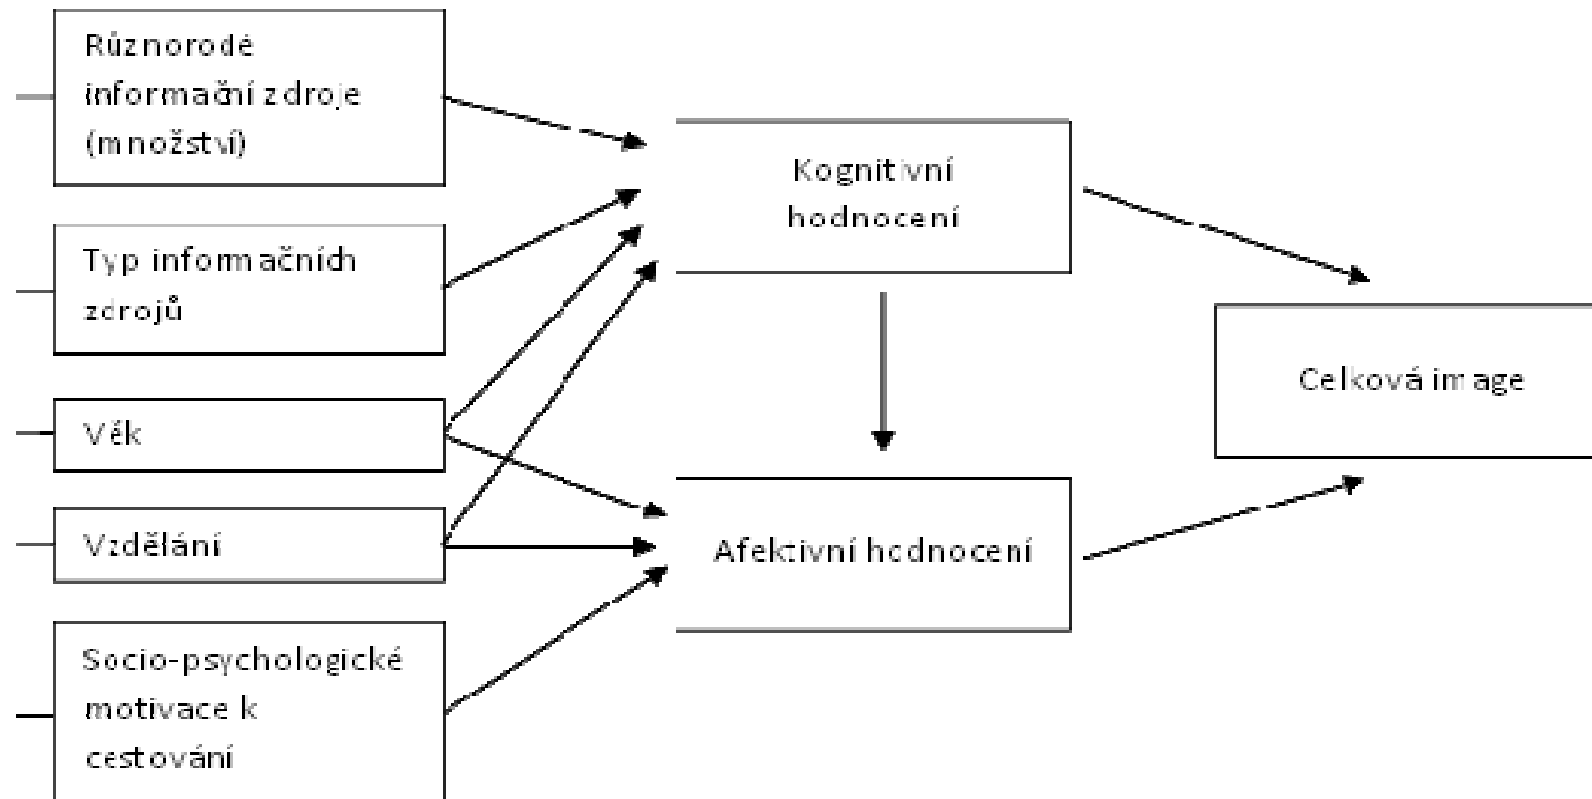 Různorodé
informační zdroje
(množství)
Typ informačních
zdrojů
Věk
Vzdělání
Socio-psychologické
motivace k
cestování
Kognitivní
hodnocení
Afektivní hodnocení
Celková image